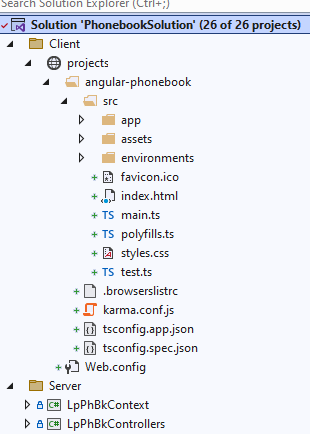 Search Solution Explorer (Ctrl+;)
Solution 'PhonebookSolution' (26 of 26 projects)
Client
projects
angular-phonebook
src
app
assets
environments
favicon.ico
index.html
TS main.ts
TS polyfills.ts
styles.css
TS test.ts
.browserslistrc
karma.conf.js
tsconfig.app.json
tsconfig.spec.json
Web.config
Server
C# LpPhBkContext
C# LpPhBkControllers